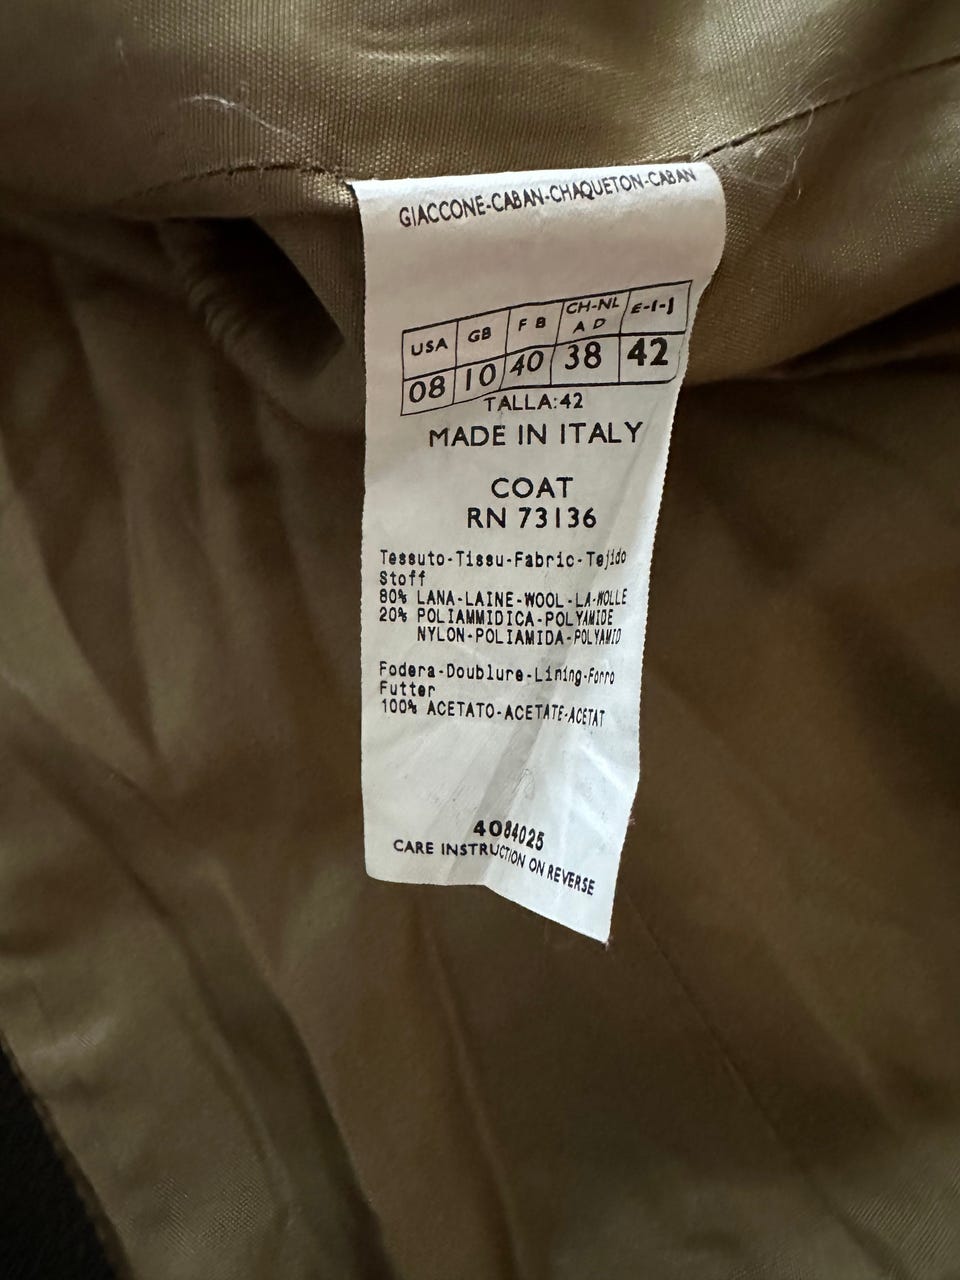 GIACCONE-CABAN-CHAQUETON-CABAN
USA GB F B CH-NL A D E-I-J
08 10 40 38 42
TALLA:42
MADE IN ITALY
COAT
RN 73136
Tessuto-Tissu-Fabric-Tejido
Stoff
80% LANA-LAINE-WOOL-LA-WOLLE
20% POLIAMMIDICA-POLYAMIDE
NYLON-POLIAMIDA-POLYAMID
Fodera-Doublure-Lining-Forro
Futter
100% ACETATO-ACETATE-ACETAT
4084025
CARE INSTRUCTION ON REVERSE